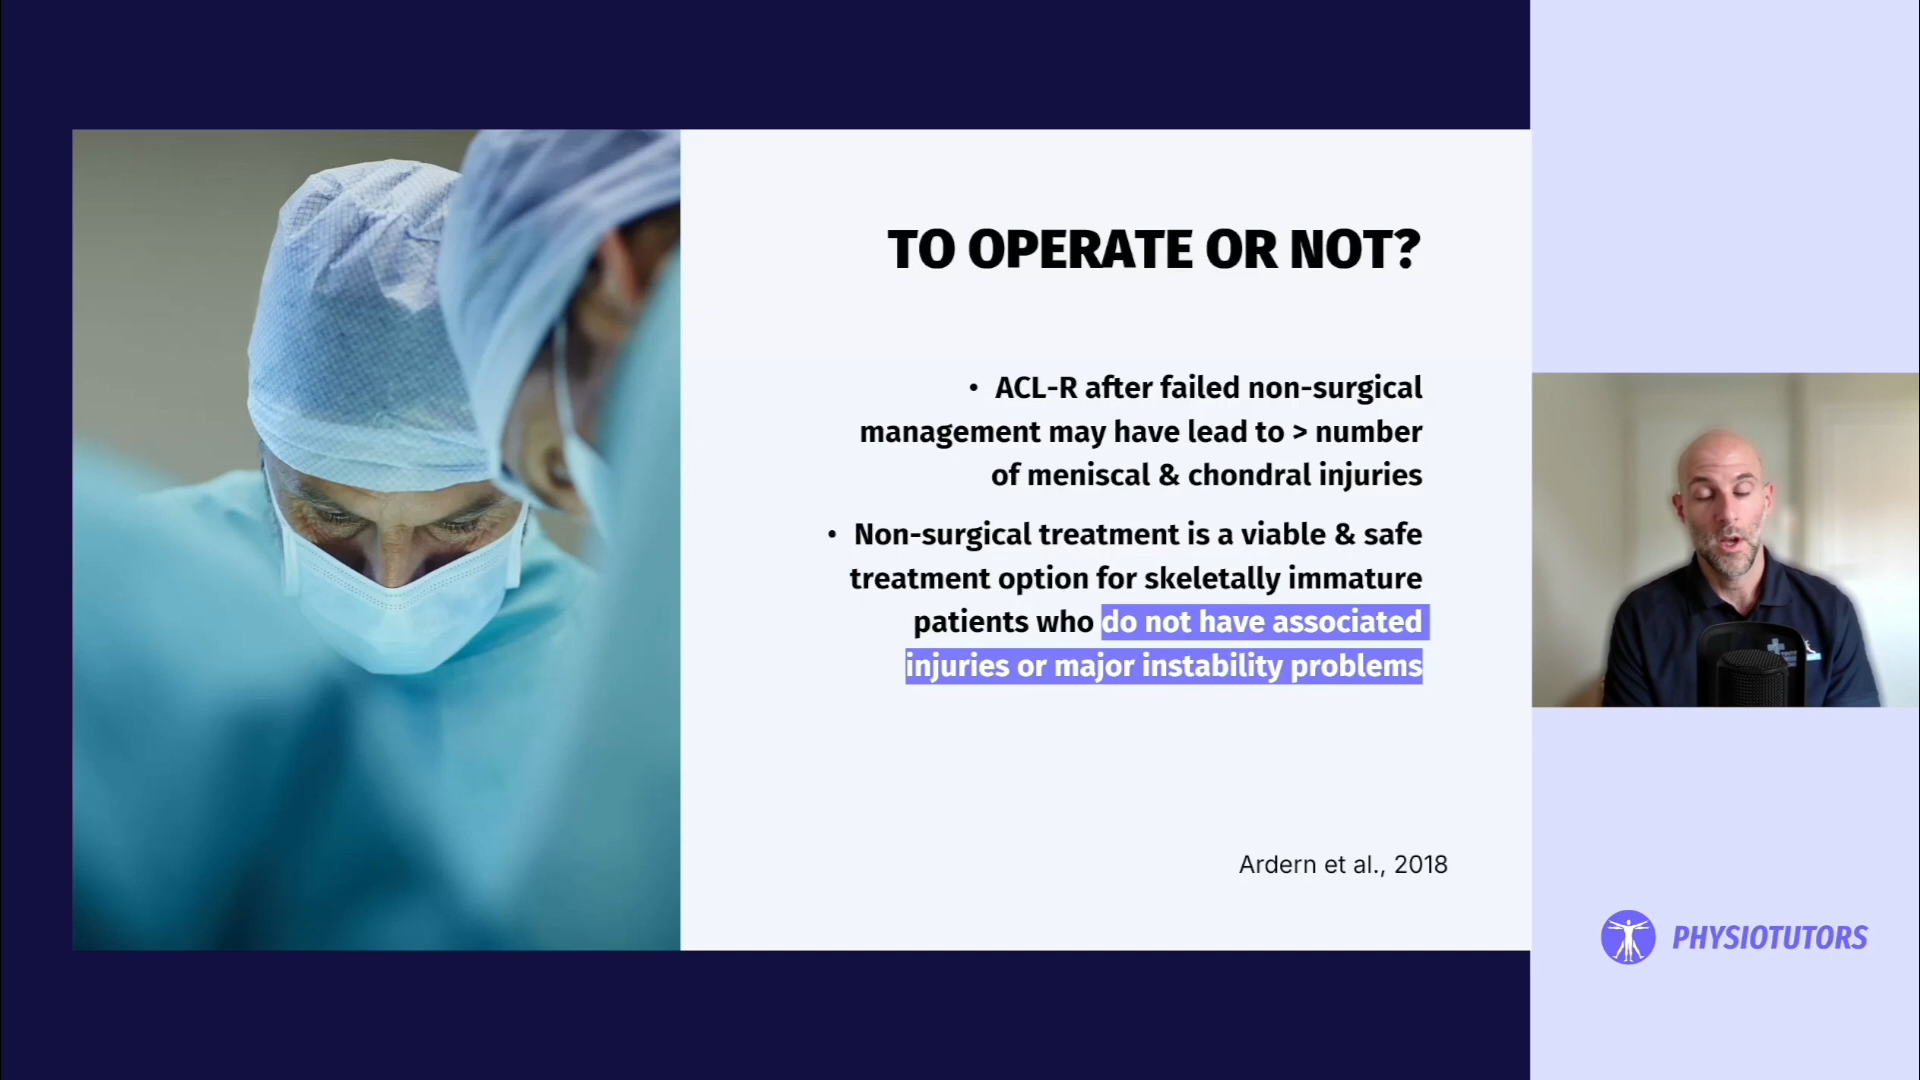 TO OPERATE OR NOT?
• ACL-R after failed non-surgical
management may have lead to > number
of meniscal & chondral injuries
• Non-surgical treatment is a viable & safe
treatment option for skeletally immature
patients who do not have associated
injuries or major instability problems
Ardern et al., 2018
PHYSIOTUTORS